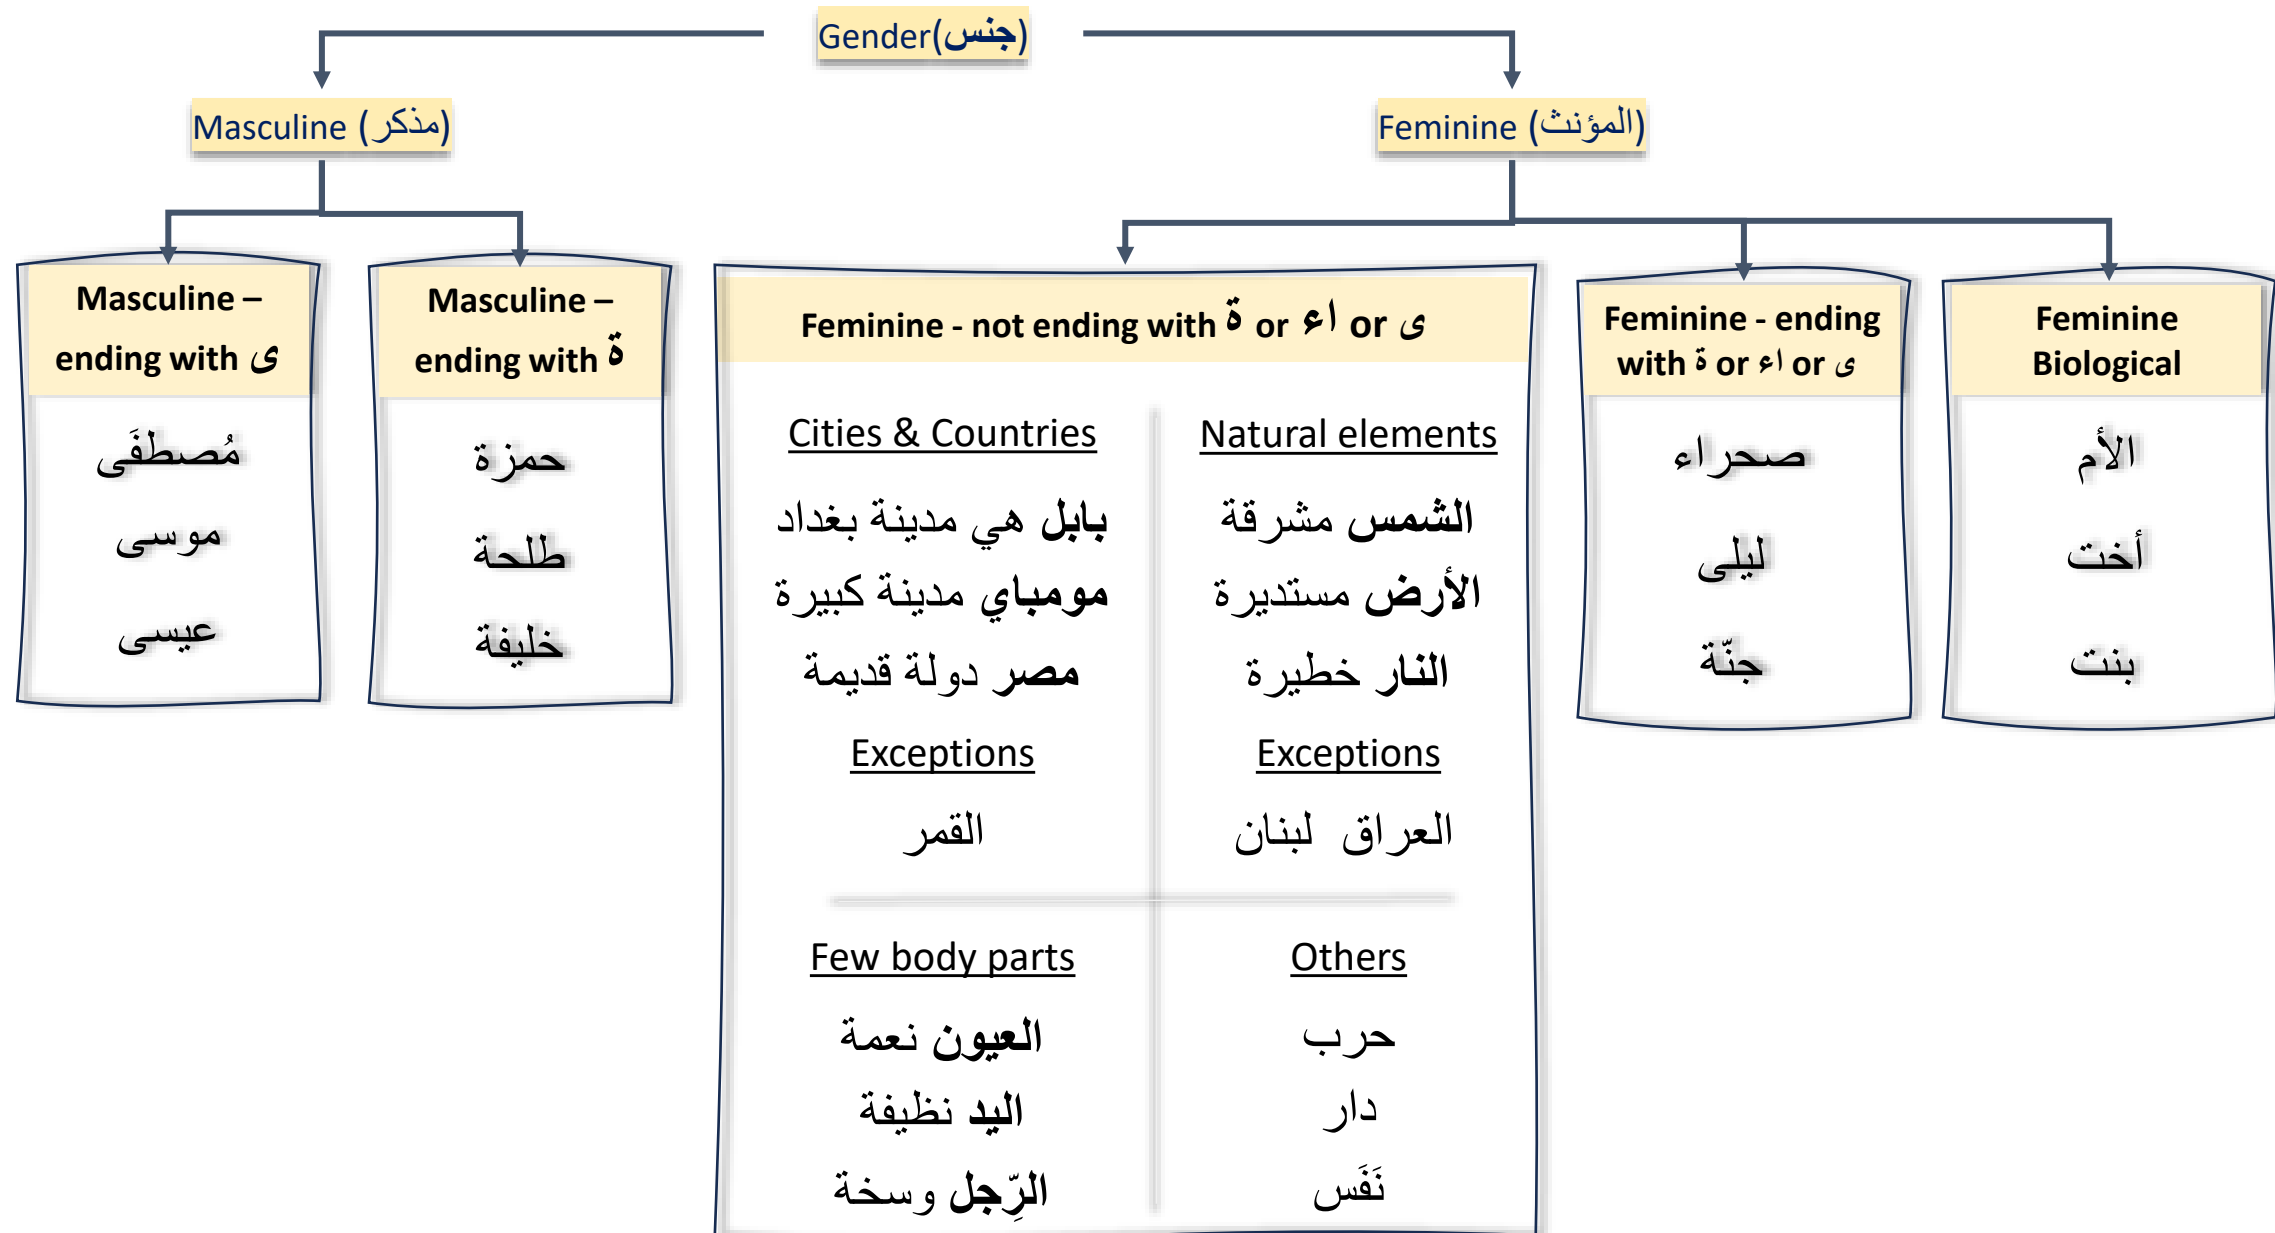 Gender(جنس)
Masculine (مذكر)
Feminine (المؤنث)
Masculine –
ending with ى
مُصطفَى
موسى
عيسى
Masculine –
ending with ة
حمزة
طلحة
خليفة
Feminine - not ending with ة or اء or ى
Cities & Countries
بابل هي مدينة بغداد
مومباي مدينة كبيرة
مصر دولة قديمة
Exceptions
القمر
Natural elements
الشمس مشرقة
الأرض مستديرة
النار خطيرة
Exceptions
العراق لبنان
Few body parts
العيون نعمة
اليد نظيفة
الرِّجل وسخة
Others
حرب
دار
نَفَس
Feminine - ending
with ة or اء or ى
صحراء
ليلى
جنّة
Feminine
Biological
الأم
أخت
بنت